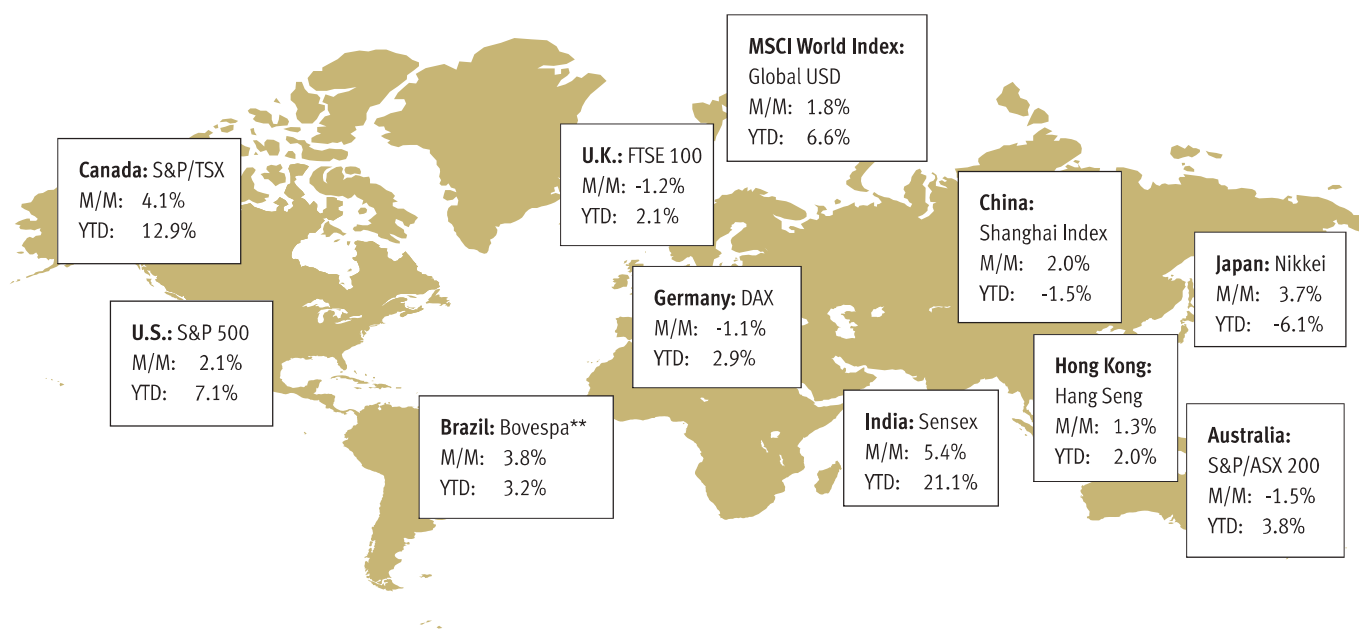 MSCI World Index:
Global USD
M/M: 1.8%
YTD: 6.6%
Canada: S&P/TSX
M/M: 4.1%
YTD: 12.9%
U.K.: FTSE 100
M/M: -1.2%
YTD: 2.1%
China:
Shanghai Index
M/M: 2.0%
YTD: -1.5%
Japan: Nikkei
M/M: 3.7%
YTD: -6.1%
Germany: DAX
M/M: -1.1%
YTD: 2.9%
U.S.: S&P 500
M/M: 2.1%
YTD: 7.1%
Hong Kong:
Hang Seng
M/M: 1.3%
YTD: 2.0%
Brazil: Bovespa**
M/M: 3.8%
YTD: 3.2%
India: Sensex
M/M: 5.4%
YTD: 21.1%
Australia:
S&P/ASX 200
M/M: -1.5%
YTD: 3.8%